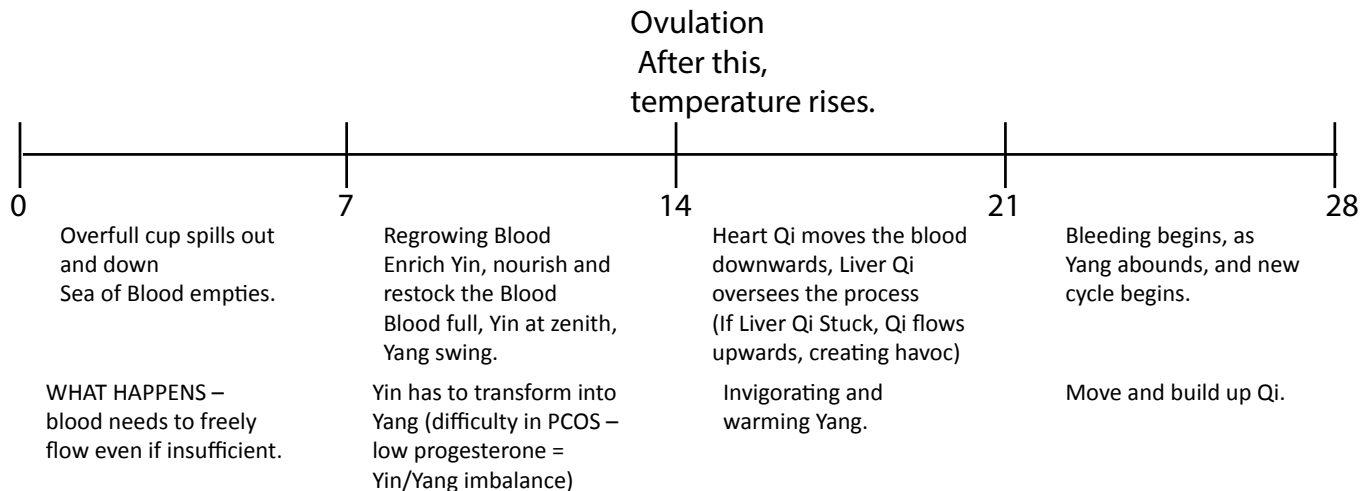 Ovulation
After this,
temperature rises.
0
7
14
21
28
Overfull cup spills out
and down
Sea of Blood empties.
Regrowing Blood
Enrich Yin, nourish and
restock the Blood
Blood full, Yin at zenith,
Yang swing.
Heart Qi moves the blood
downwards, Liver Qi
oversees the process
(If Liver Qi Stuck, Qi flows
upwards, creating havoc)
Bleeding begins, as
Yang abounds, and new
cycle begins.
WHAT HAPPENS –
blood needs to freely
flow even if insufficient.
Yin has to transform into
Yang (difficulty in PCOS –
low progesterone =
Yin/Yang imbalance)
Invigorating and
warming Yang.
Move and build up Qi.